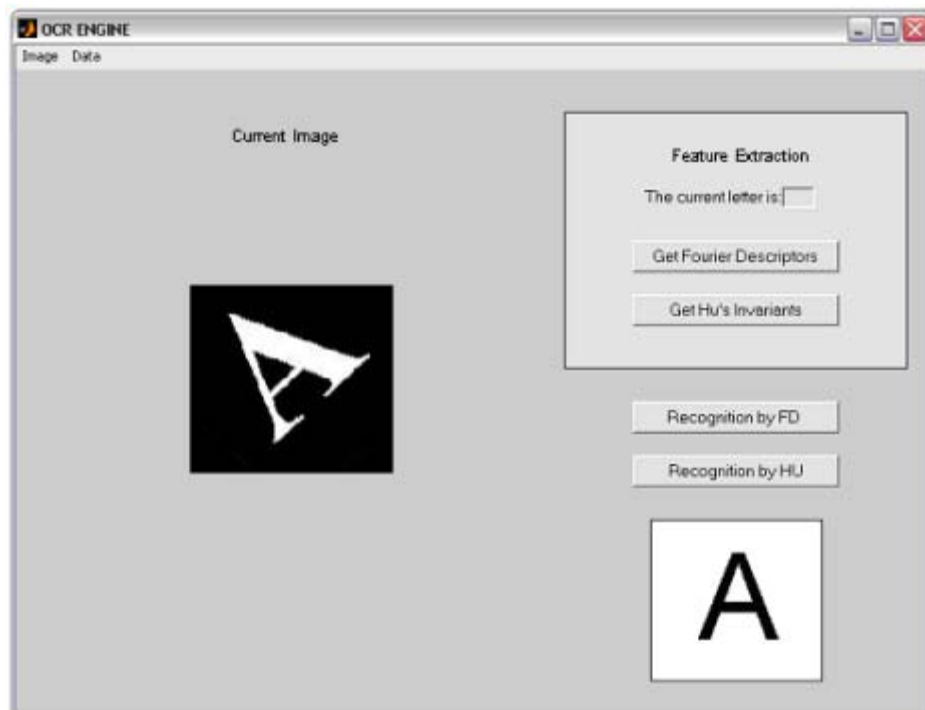 OCR ENGINE
Image Data
Current Image
A
Feature Extraction
The current letter is:
Get Fourier Descriptors
Get Hu's Invariants
Recognition by FD
Recognition by HU
A